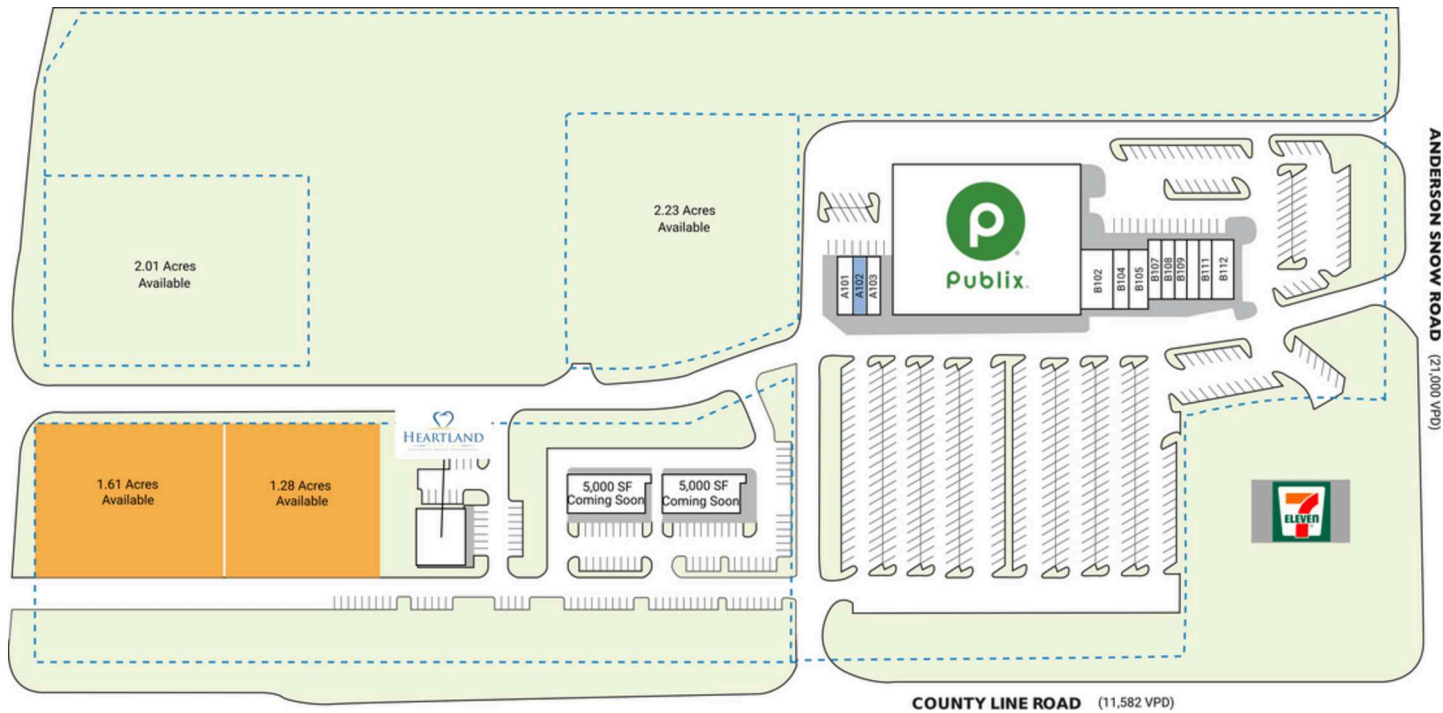 2.01 Acres
Available
2.23 Acres
Available
Publix
A101
A102
A103
B102
B104
B105
B107
B108
B109
B111
B112
ANDERSON SNOW ROAD (21,000 VPD)
HEARTLAND
1.61 Acres
Available
1.28 Acres
Available
5,000 SF
Coming Soon
5,000 SF
Coming Soon
7
ELEVEN
COUNTY LINE ROAD (11,582 VPD)